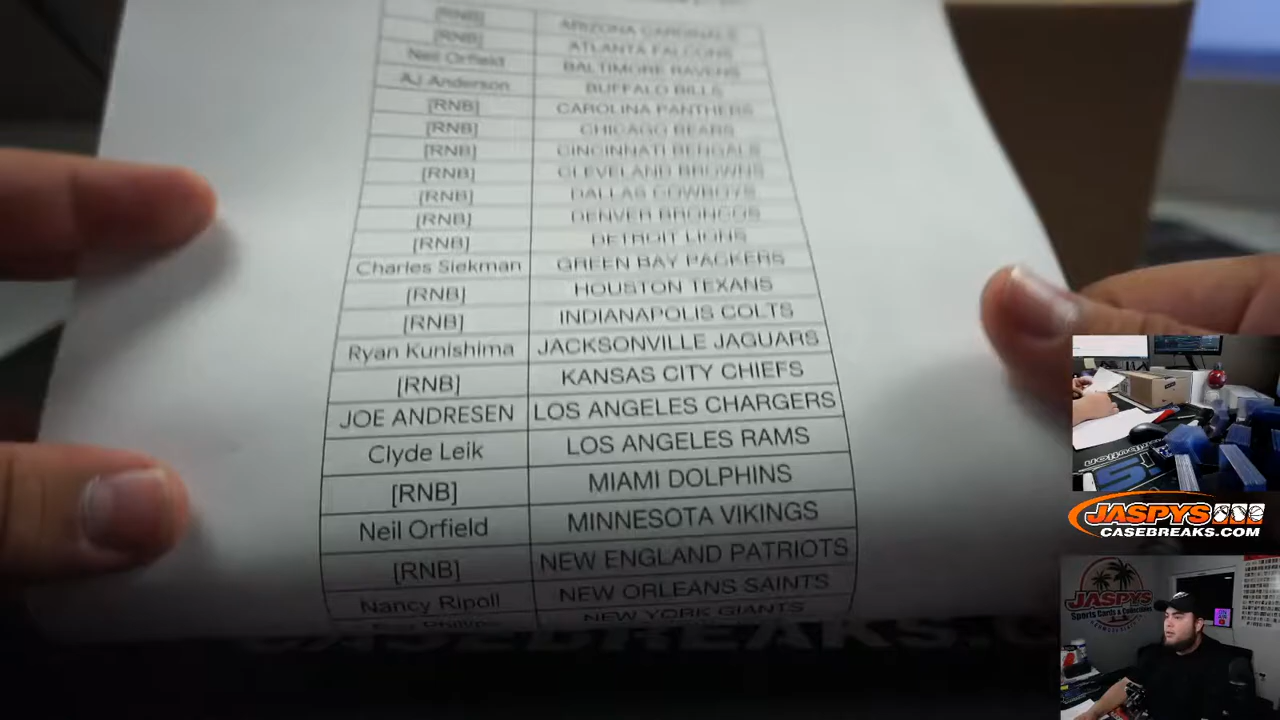 [RNB] ARIZONA CARDINALS
[RNB] ATLANTA FALCONS
Neil Orfield BALTIMORE RAVENS
AJ Anderson BUFFALO BILLS
[RNB] CAROLINA PANTHERS
[RNB] CHICAGO BEARS
[RNB] CINCINNATI BENGALS
[RNB] CLEVELAND BROWNS
[RNB] DALLAS COWBOYS
[RNB] DENVER BRONCOS
[RNB] DETROIT LIONS
Charles Siekman GREEN BAY PACKERS
[RNB] HOUSTON TEXANS
[RNB] INDIANAPOLIS COLTS
Ryan Kunishima JACKSONVILLE JAGUARS
[RNB] KANSAS CITY CHIEFS
JOE ANDRESEN LOS ANGELES CHARGERS
Clyde Leik LOS ANGELES RAMS
[RNB] MIAMI DOLPHINS
Neil Orfield MINNESOTA VIKINGS
[RNB] NEW ENGLAND PATRIOTS
Nancy Ripoll NEW ORLEANS SAINTS
NEW YORK GIANTS
JASPYS
CASEBREAKS.COM
JASPYS
Sports Cards & Collectibles